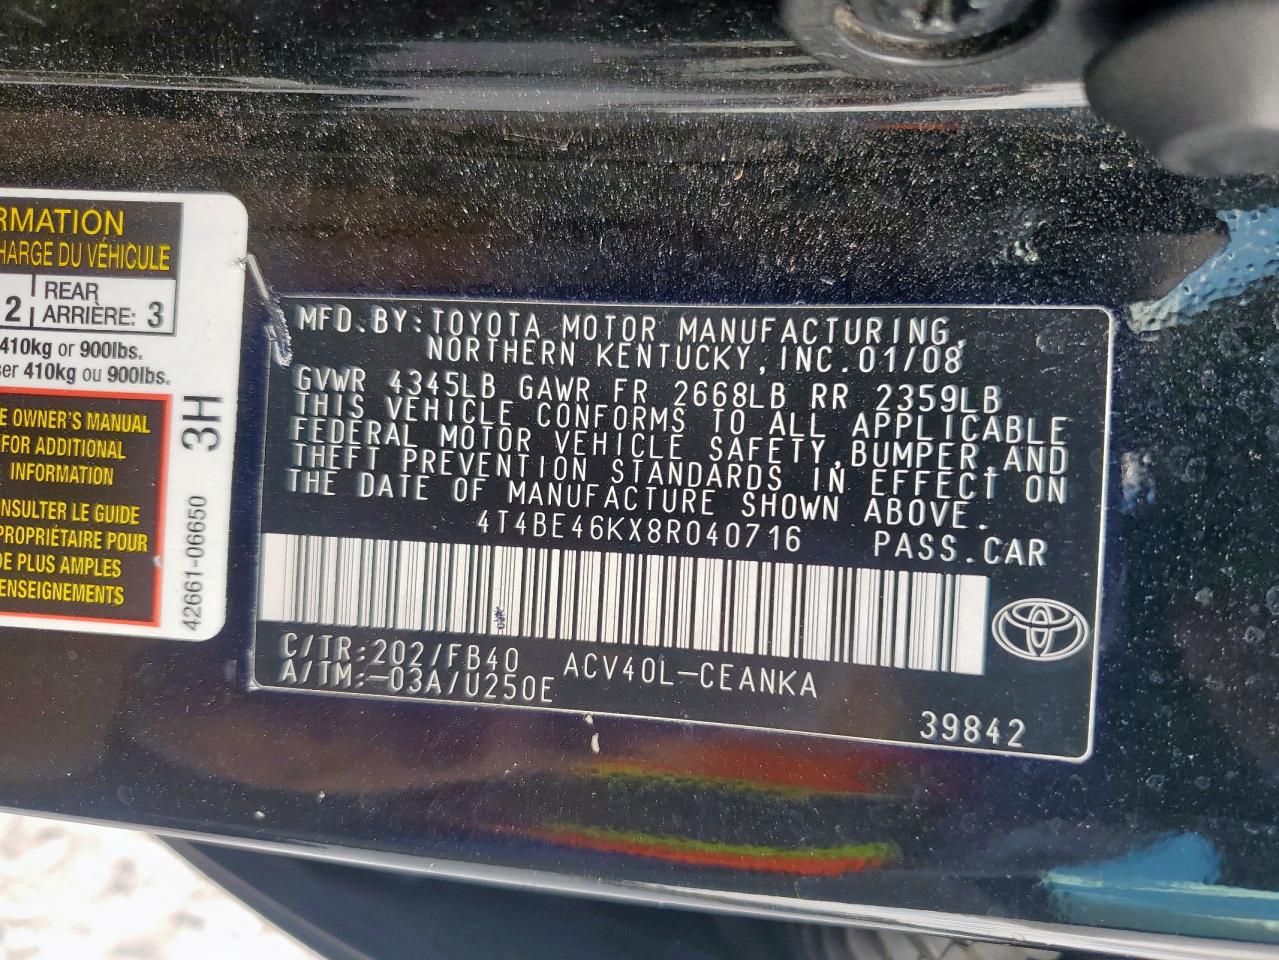 RMATION
HARGE DU VÉHICULE
2 REAR
ARRIÈRE: 3
410kg or 900lbs.
ser 410kg ou 900lbs.
E OWNER'S MANUAL
FOR ADDITIONAL
INFORMATION
ONSULTER LE GUIDE
PROPRIÉTAIRE POUR
DE PLUS AMPLES
ENSEIGNEMENTS
3H
42661-06650
MFD.BY:TOYOTA MOTOR MANUFACTURING,
NORTHERN KENTUCKY,INC.01/08
GVWR 4345LB GAWR FR 2668LB RR 2359LB
THIS VEHICLE CONFORMS TO ALL APPLICABLE
FEDERAL MOTOR VEHICLE SAFETY,BUMPER,AND
THEFT PREVENTION STANDARDS IN EFFECT ON
THE DATE OF MANUFACTURE SHOWN ABOVE.
4T4BE46KX8R040716 PASS.CAR
C/TR:202/FB40 ACV40L-CEANKA
A/TM:-03A/U250E
39842